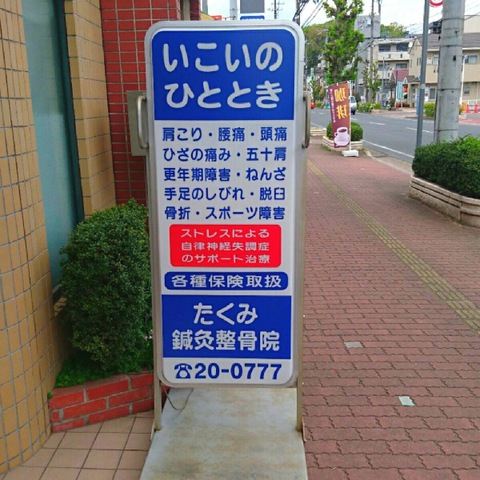 いこいの
ひととき
肩こり・腰痛・頭痛
ひざの痛み・五十肩
更年期障害・ねんざ
手足のしびれ・脱臼
骨折・スポーツ障害
ストレスによる
自律神経失調症
のサポート治療
各種保険取扱
たくみ
鍼灸整骨院
☎20-0777
珈琲